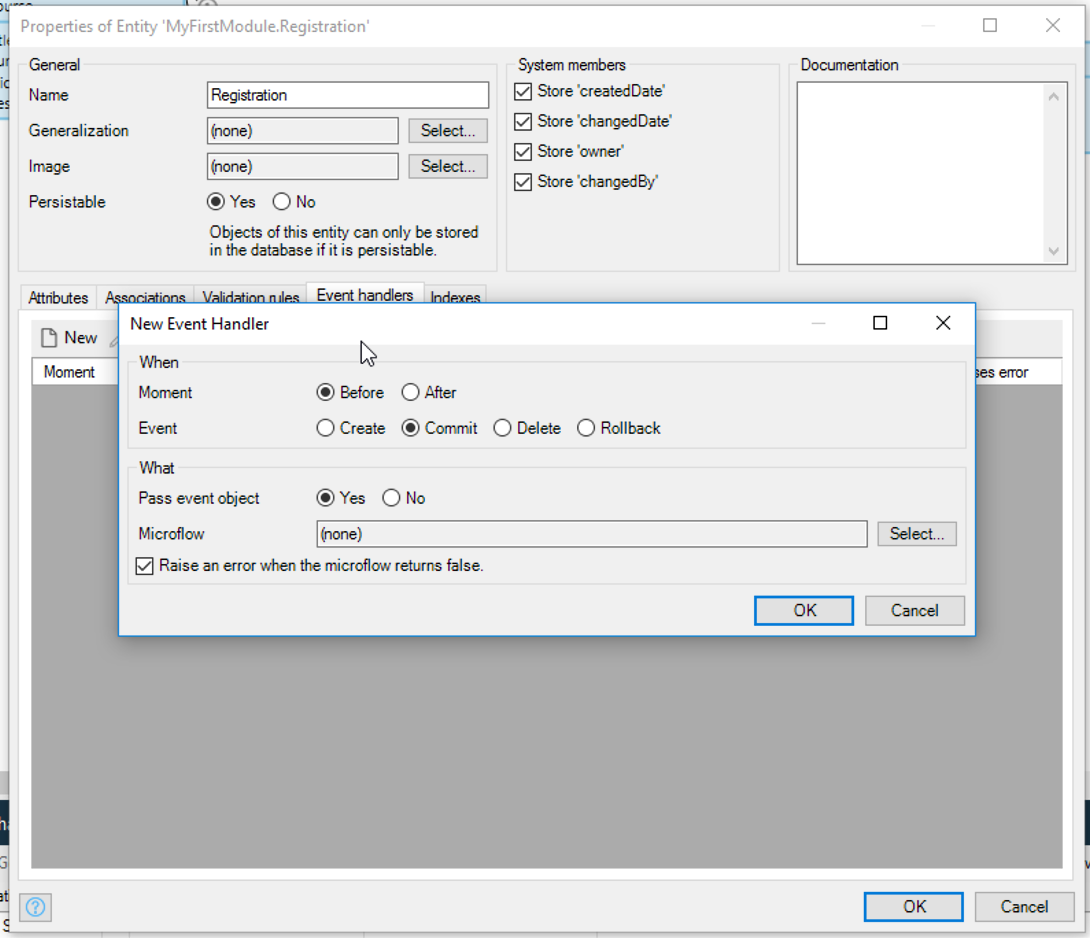 Properties of Entity 'MyFirstModule.Registration'
General
Name
Registration
Generalization
(none)
Select...
Image
(none)
Select...
Persistable
Yes
No
Objects of this entity can only be stored
in the database if it is persistable.
System members
Store 'createdDate'
Store 'changedDate'
Store 'owner'
Store 'changedBy'
Documentation
Attributes
Associations
Validation rules
Event handlers
Indexes
New
Moment
error
New Event Handler
When
Moment
Before
After
Event
Create
Commit
Delete
Rollback
What
Pass event object
Yes
No
Microflow
(none)
Select...
Raise an error when the microflow returns false.
OK
Cancel
?
OK
Cancel